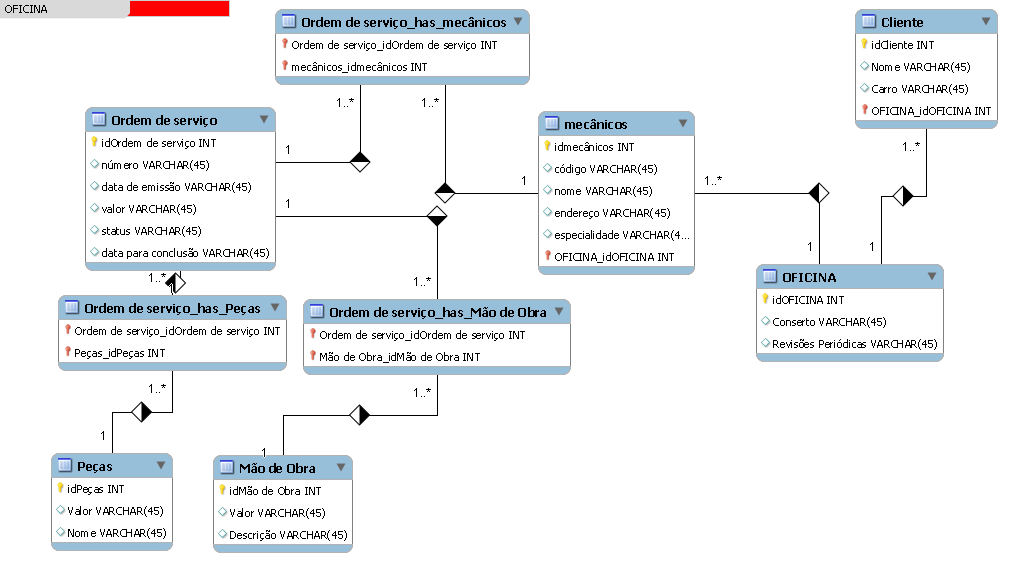 OFICINA
Ordem de serviço_has_mecânicos
Ordem de serviço_idOrdem de serviço INT
mecânicos_idmecânicos INT
1..*
1..*
Cliente
idCliente INT
Nome VARCHAR(45)
Carro VARCHAR(45)
OFICINA_idOFICINA INT
1..*
Ordem de serviço
idOrdem de serviço INT
número VARCHAR(45)
data de emissão VARCHAR(45)
valor VARCHAR(45)
status VARCHAR(45)
data para conclusão VARCHAR(45)
1
1
1..*
mecânicos
idmecânicos INT
código VARCHAR(45)
nome VARCHAR(45)
endereço VARCHAR(45)
especialidade VARCHAR(4...
OFICINA_idOFICINA INT
1
1..*
1
1
OFICINA
idOFICINA INT
Conserto VARCHAR(45)
Revisões Periódicas VARCHAR(45)
Ordem de serviço_has_Peças
Ordem de serviço_idOrdem de serviço INT
Peças_idPeças INT
1..*
1
1..*
Ordem de serviço_has_Mão de Obra
Ordem de serviço_idOrdem de serviço INT
Mão de Obra_idMão de Obra INT
1..*
1
Peças
idPeças INT
Valor VARCHAR(45)
Nome VARCHAR(45)
Mão de Obra
idMão de Obra INT
Valor VARCHAR(45)
Descrição VARCHAR(45)